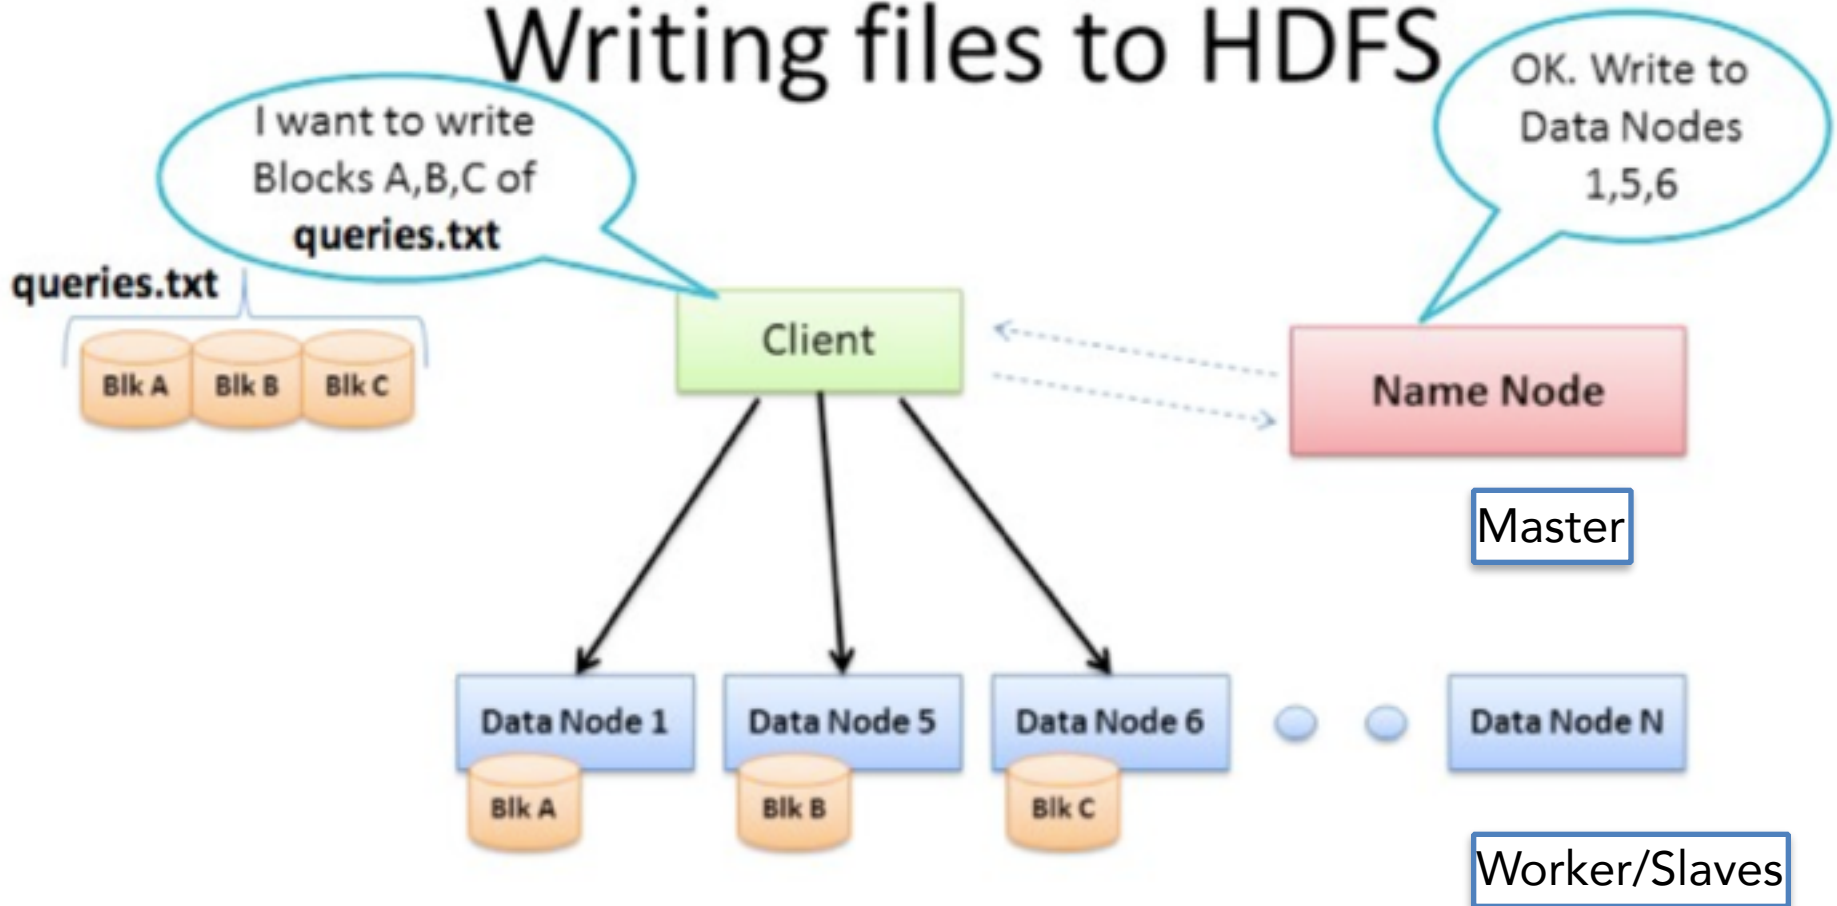 Writing files to HDFS
I want to write
Blocks A,B,C of
queries.txt
OK. Write to
Data Nodes
1,5,6
queries.txt
Blk A
Blk B
Blk C
Client
Name Node
Master
Data Node 1
Data Node 5
Data Node 6
Data Node N
Blk A
Blk B
Blk C
Worker/Slaves